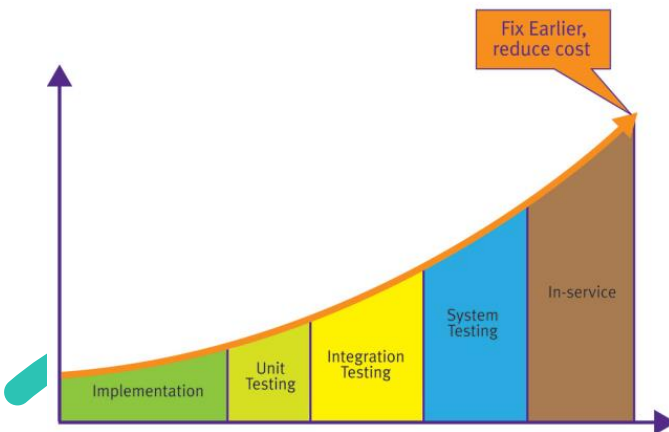 Fix Earlier,
reduce cost
Implementation
Unit
Testing
Integration
Testing
System
Testing
In-service